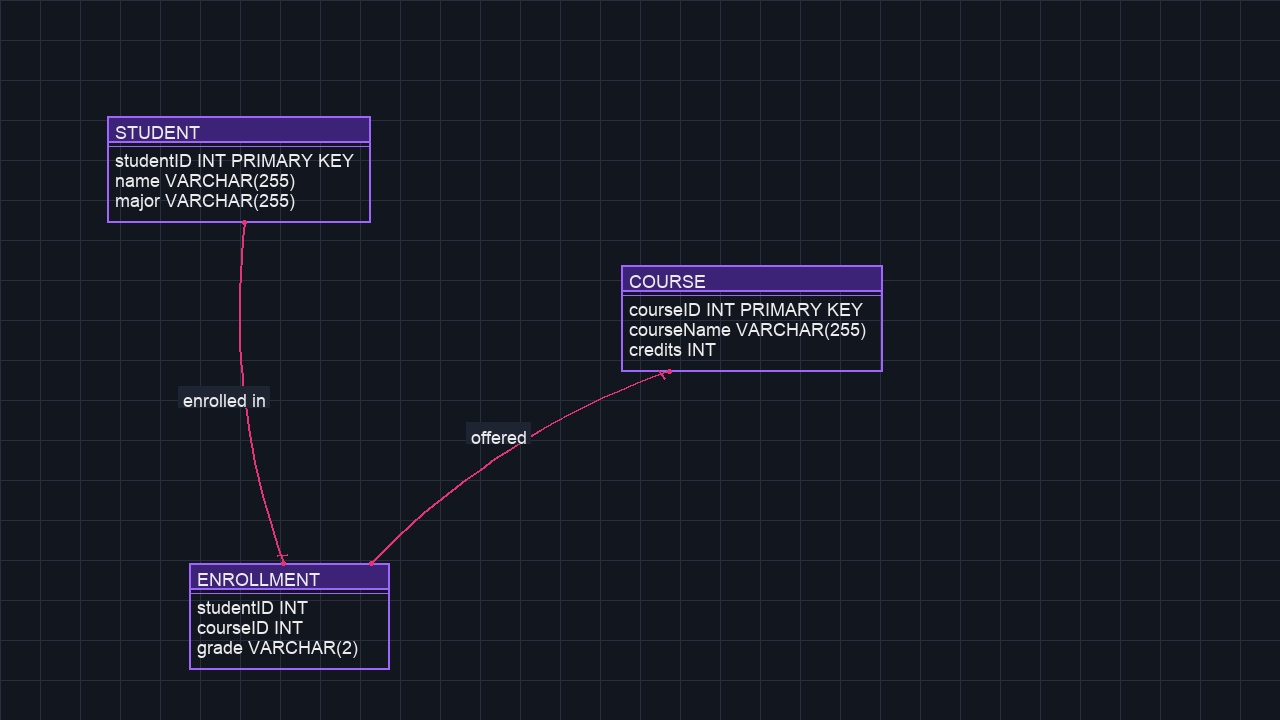 STUDENT
studentID INT PRIMARY KEY
name VARCHAR(255)
major VARCHAR(255)
COURSE
courseID INT PRIMARY KEY
courseName VARCHAR(255)
credits INT
enrolled in
offered
ENROLLMENT
studentID INT
courseID INT
grade VARCHAR(2)